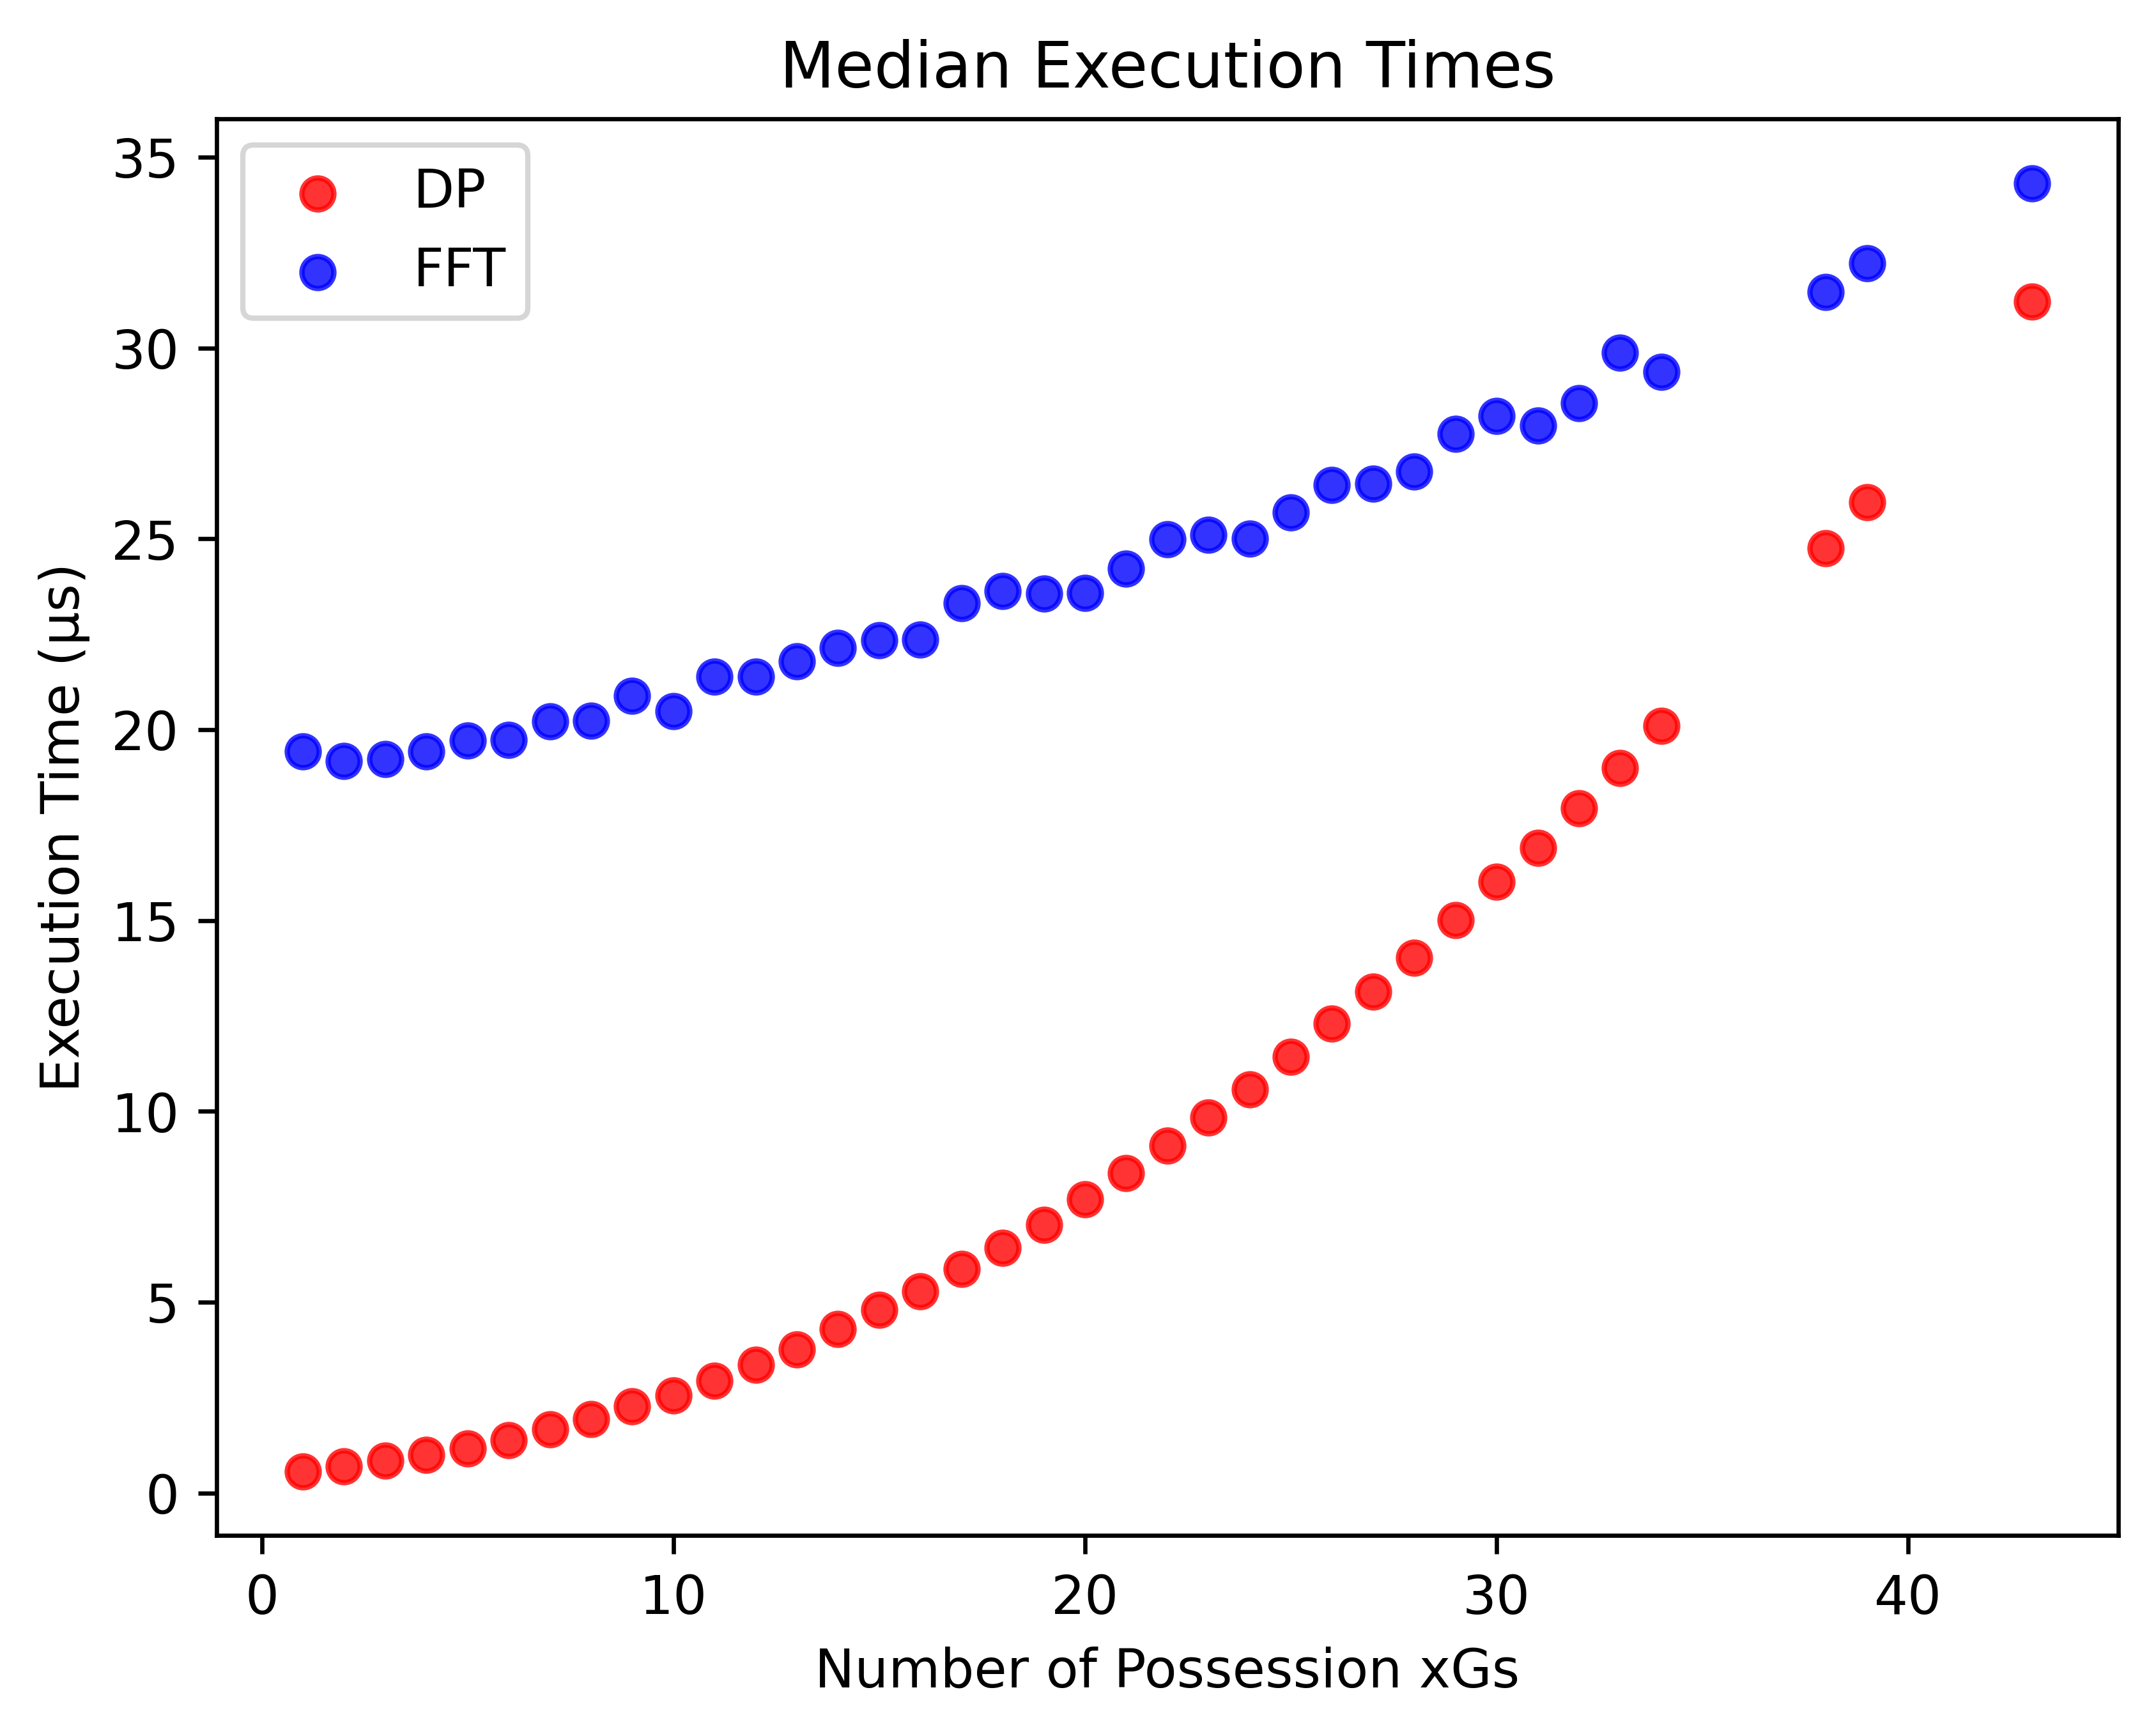 Median Execution Times
DP
FFT
35
30
25
20
15
10
5
0
Execution Time (µs)
0 10 20 30 40
Number of Possession xGs